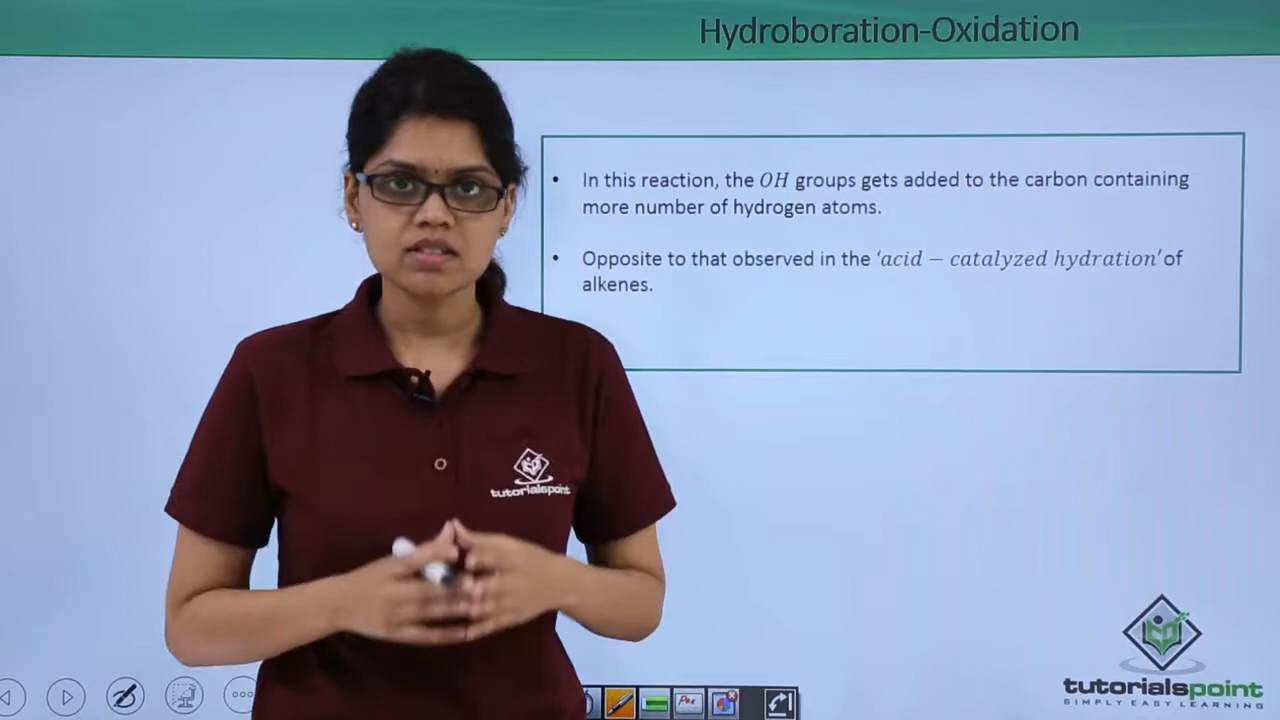 Hydroboration-Oxidation
• In this reaction, the OH groups gets added to the carbon containing
more number of hydrogen atoms.
• Opposite to that observed in the ‘acid – catalyzed hydration’ of
alkenes.
tutorialspoint
Pen
tutorialspoint
SIMPLY EASY LEARNING